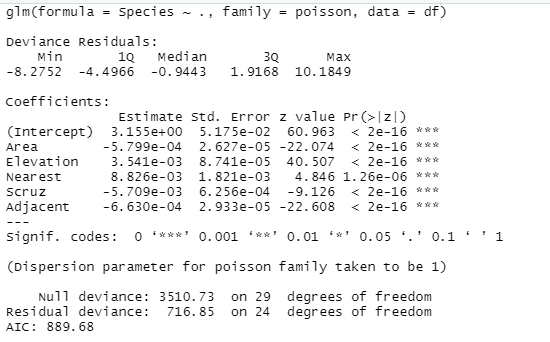 glm(formula = Species ~ ., family = poisson, data = df)
Deviance Residuals:
Min 1Q Median 3Q Max
-8.2752 -4.4966 -0.9443 1.9168 10.1849
Coefficients:
Estimate Std. Error z value Pr(>|z|)
(Intercept) 3.155e+00 5.175e-02 60.963 < 2e-16 ***
Area -5.799e-04 2.627e-05 -22.074 < 2e-16 ***
Elevation 3.541e-03 8.741e-05 40.507 < 2e-16 ***
Nearest 8.826e-03 1.821e-03 4.846 1.26e-06 ***
Scruz -5.709e-03 6.256e-04 -9.126 < 2e-16 ***
Adjacent -6.630e-04 2.933e-05 -22.608 < 2e-16 ***
---
Signif. codes: 0 ‘***’ 0.001 ‘**’ 0.01 ‘*’ 0.05 ‘.’ 0.1 ‘ ’ 1
(Dispersion parameter for poisson family taken to be 1)
Null deviance: 3510.73 on 29 degrees of freedom
Residual deviance: 716.85 on 24 degrees of freedom
AIC: 889.68